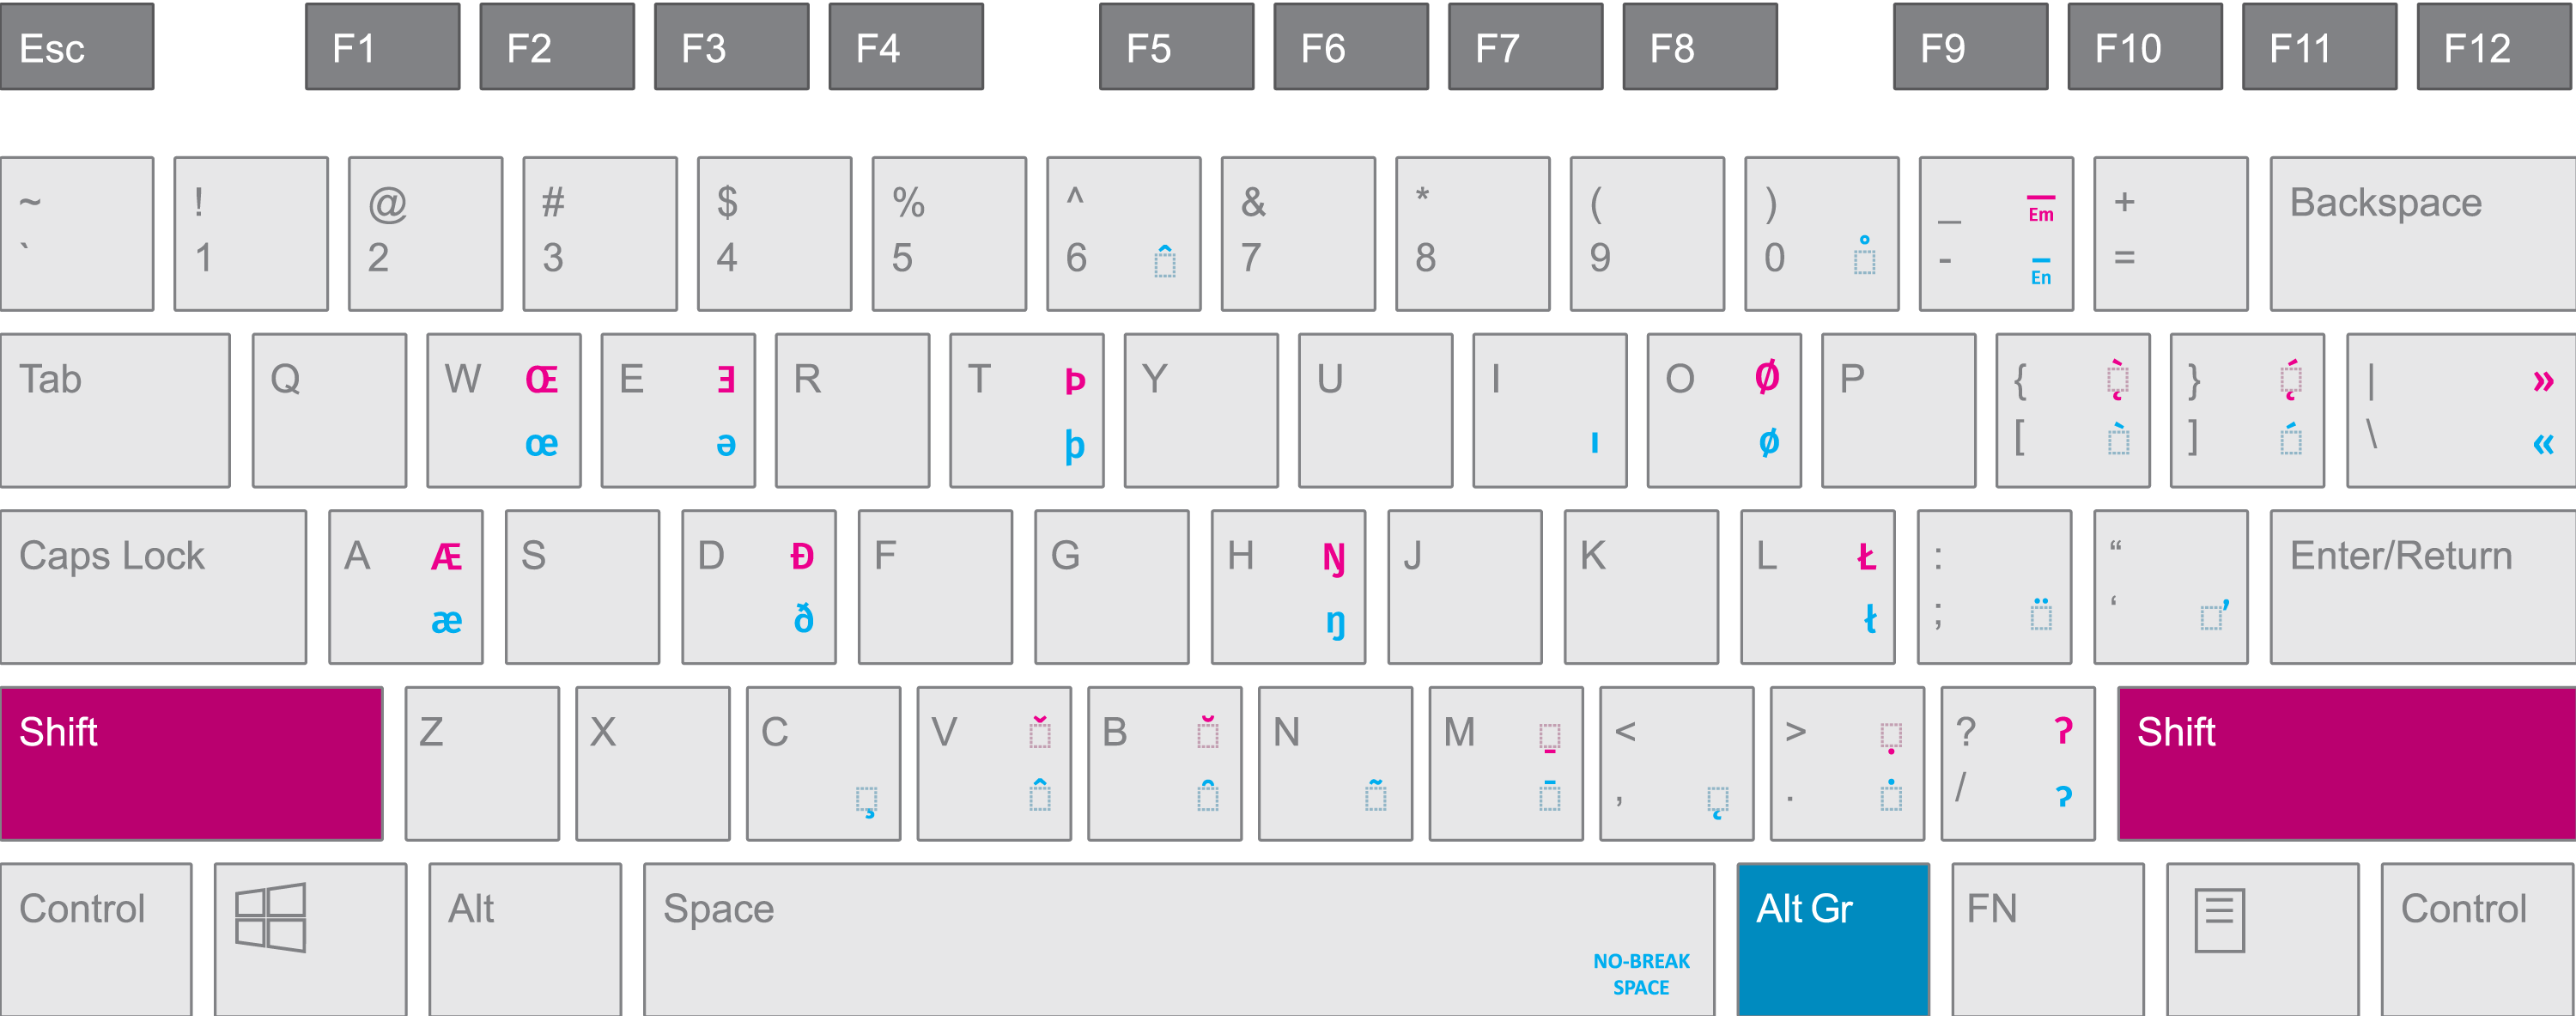 Esc F1 F2 F3 F4 F5 F6 F7 F8 F9 F10 F11 F12
~ ! @ # $ % ^ & * ( ) _ Em + Backspace
` 1 2 3 4 5 6 ◌̂ 7 8 9 0 ◌̊ - En =
Tab Q W Œ E Ǝ R T Þ Y U I O Ø P { ◌̨̀ } ◌̨́ | »
œ ə þ ı ø [ ◌̀ ] ◌́ \ «
Caps Lock A Æ S D Đ F G H Ŋ J K L Ł : “ Enter/Return
æ ð ŋ ł ; ◌̈ ‘ ◌̕
Shift Z X C V ◌̌ B ◌̆ N M ◌̱ < > ◌̣ ? ʔ Shift
◌̧ ◌̂ ◌̑ ◌̃ ◌̄ , ◌̨ . ◌̇ / ʔ
Control Alt Space Alt Gr FN Control
NO-BREAK
SPACE